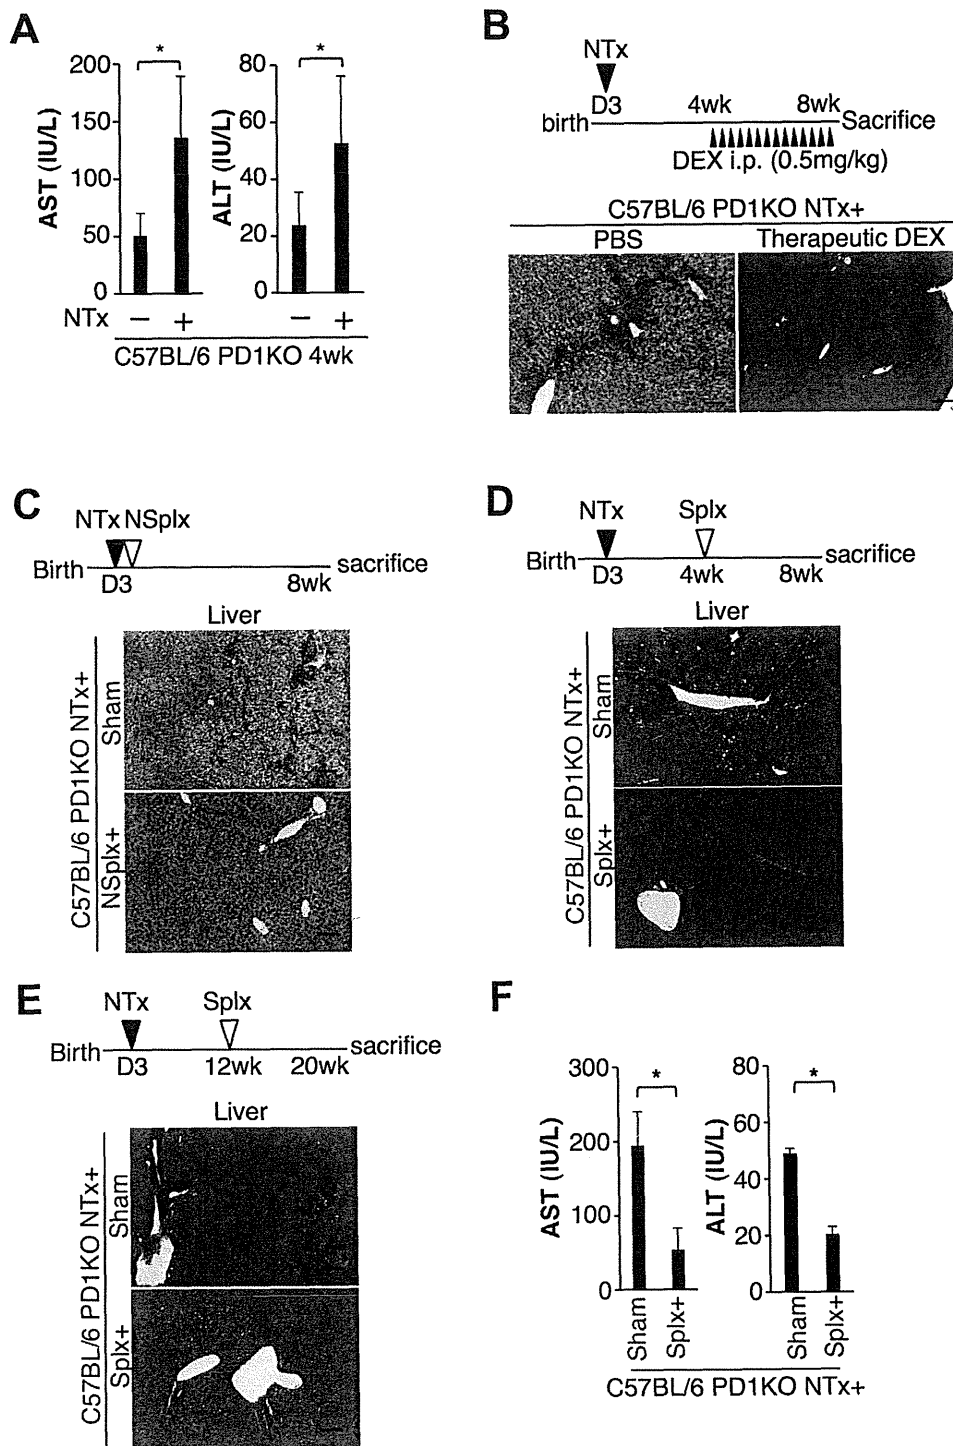 A
AST (IU/L)
200
150
100
50
0
*
ALT (IU/L)
80
60
40
20
0
*
NTx
− + − +
C57BL/6 PD1KO 4wk
B
NTx
D3 4wk 8wk
birth Sacrifice
DEX i.p. (0.5mg/kg)
C57BL/6 PD1KO NTx+
PBS Therapeutic DEX
C
NTx NSplx
Birth sacrifice
D3 8wk
Liver
C57BL/6 PD1KO NTx+
Sham
NSplx+
D
NTx Splx
Birth sacrifice
D3 4wk 8wk
Liver
C57BL/6 PD1KO NTx+
Sham
Splx+
E
NTx Splx
Birth sacrifice
D3 12wk 20wk
Liver
C57BL/6 PD1KO NTx+
Sham
Splx+
F
AST (IU/L)
300
200
100
0
*
Sham Splx+
ALT (IU/L)
80
60
40
20
0
*
Sham Splx+
C57BL/6 PD1KO NTx+